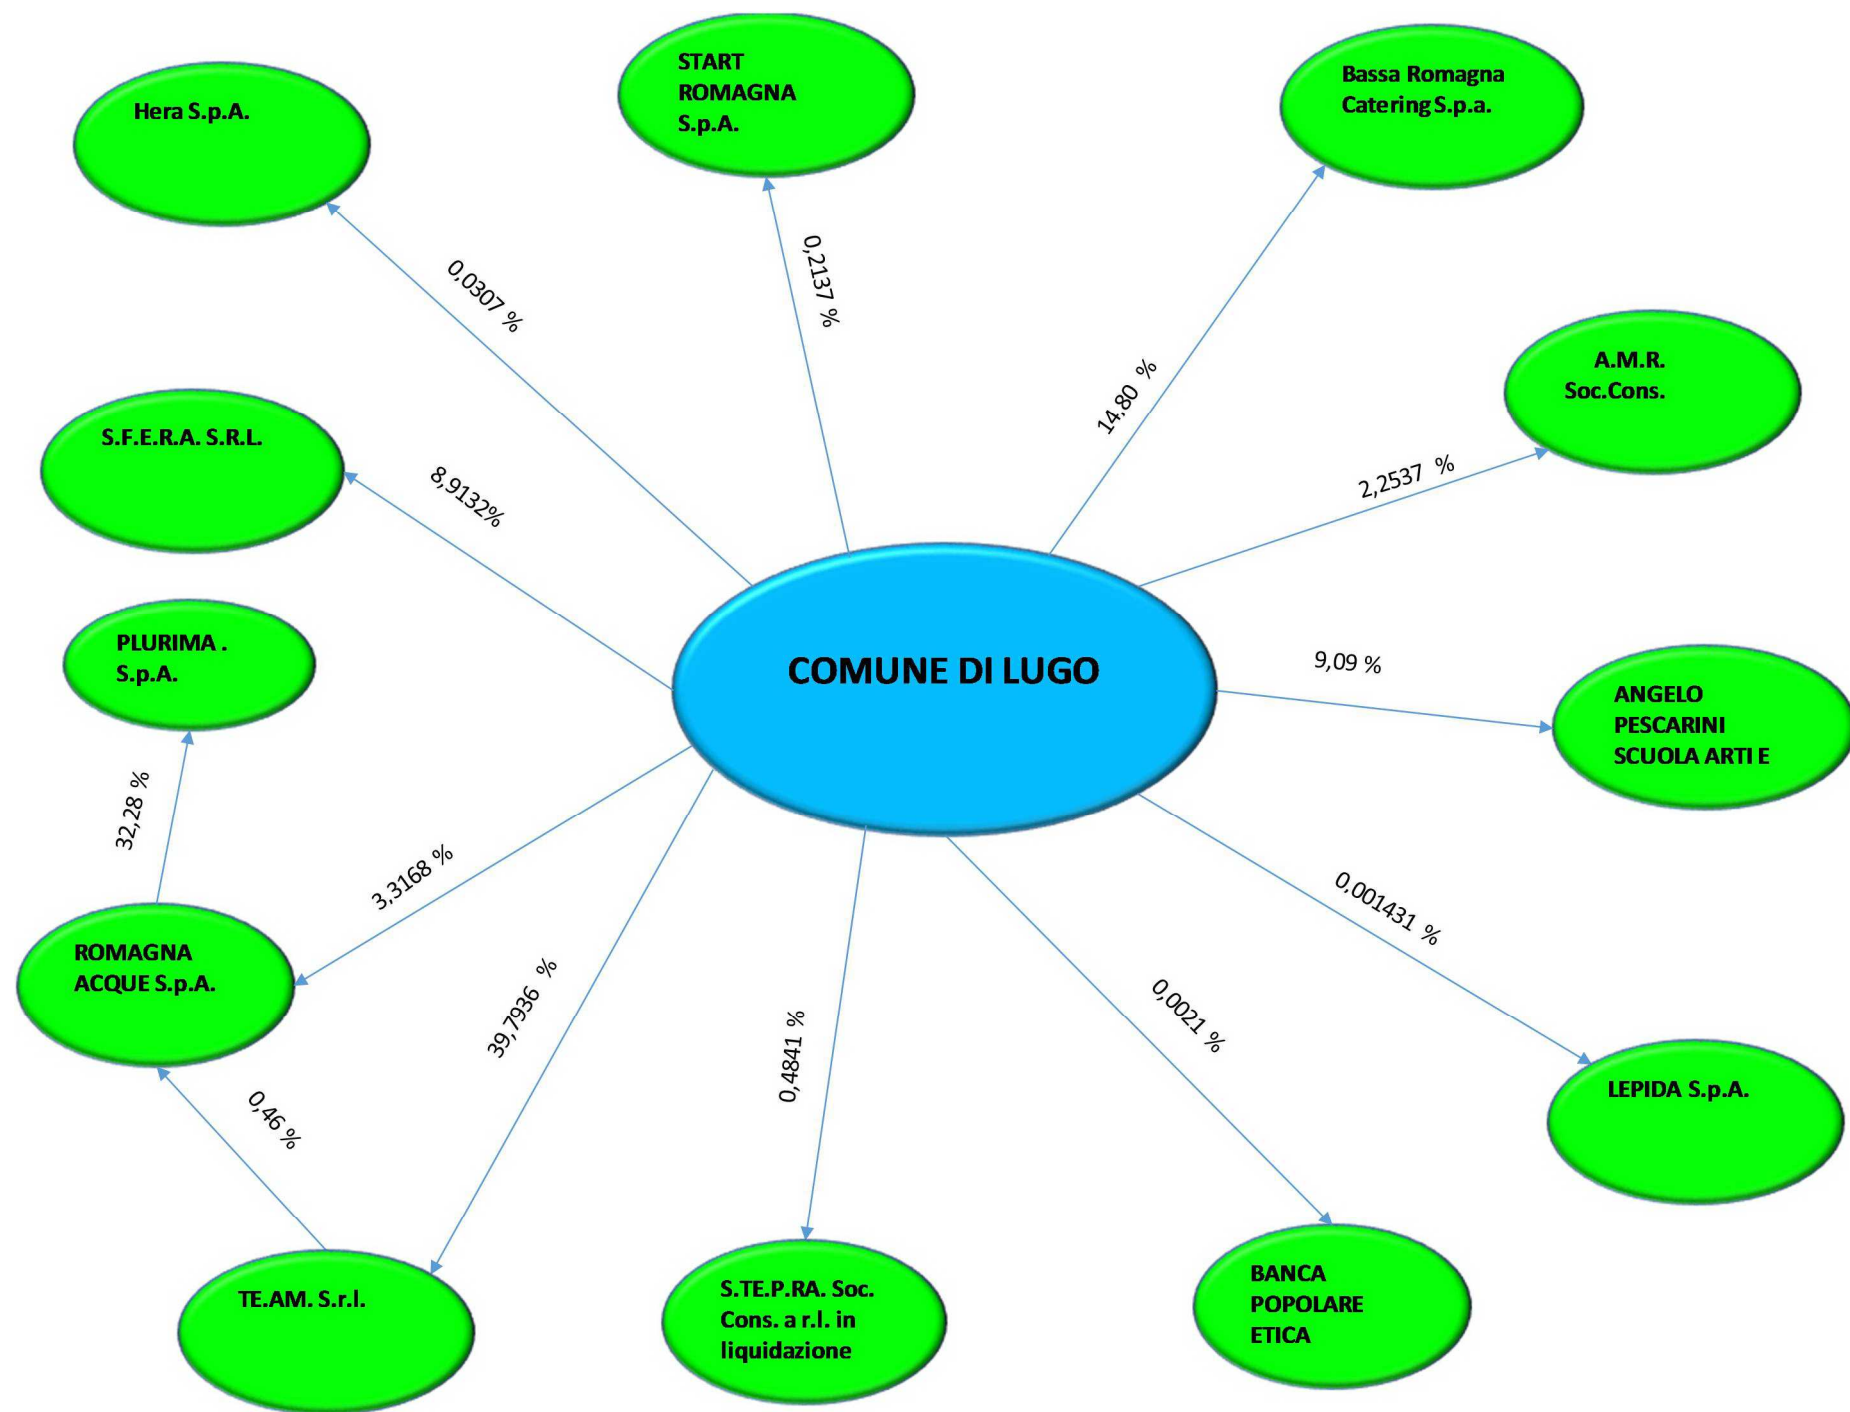 START
ROMAGNA
S.p.A.
Bassa Romagna
Catering S.p.a.
Hera S.p.A.
0,2137 %
0,0307 %
14,80 %
A.M.R.
Soc.Cons.
S.F.E.R.A. S.R.L.
8,9132%
2,2537 %
PLURIMA .
S.p.A.
COMUNE DI LUGO
9,09 %
ANGELO
PESCARINI
SCUOLA ARTI E
32,28 %
3,3168 %
0,001431 %
ROMAGNA
ACQUE S.p.A.
39,7936 %
0,4841 %
0,0021 %
0,46 %
LEPIDA S.p.A.
TE.AM. S.r.l.
S.TE.P.RA. Soc.
Cons. a r.l. in
liquidazione
BANCA
POPOLARE
ETICA